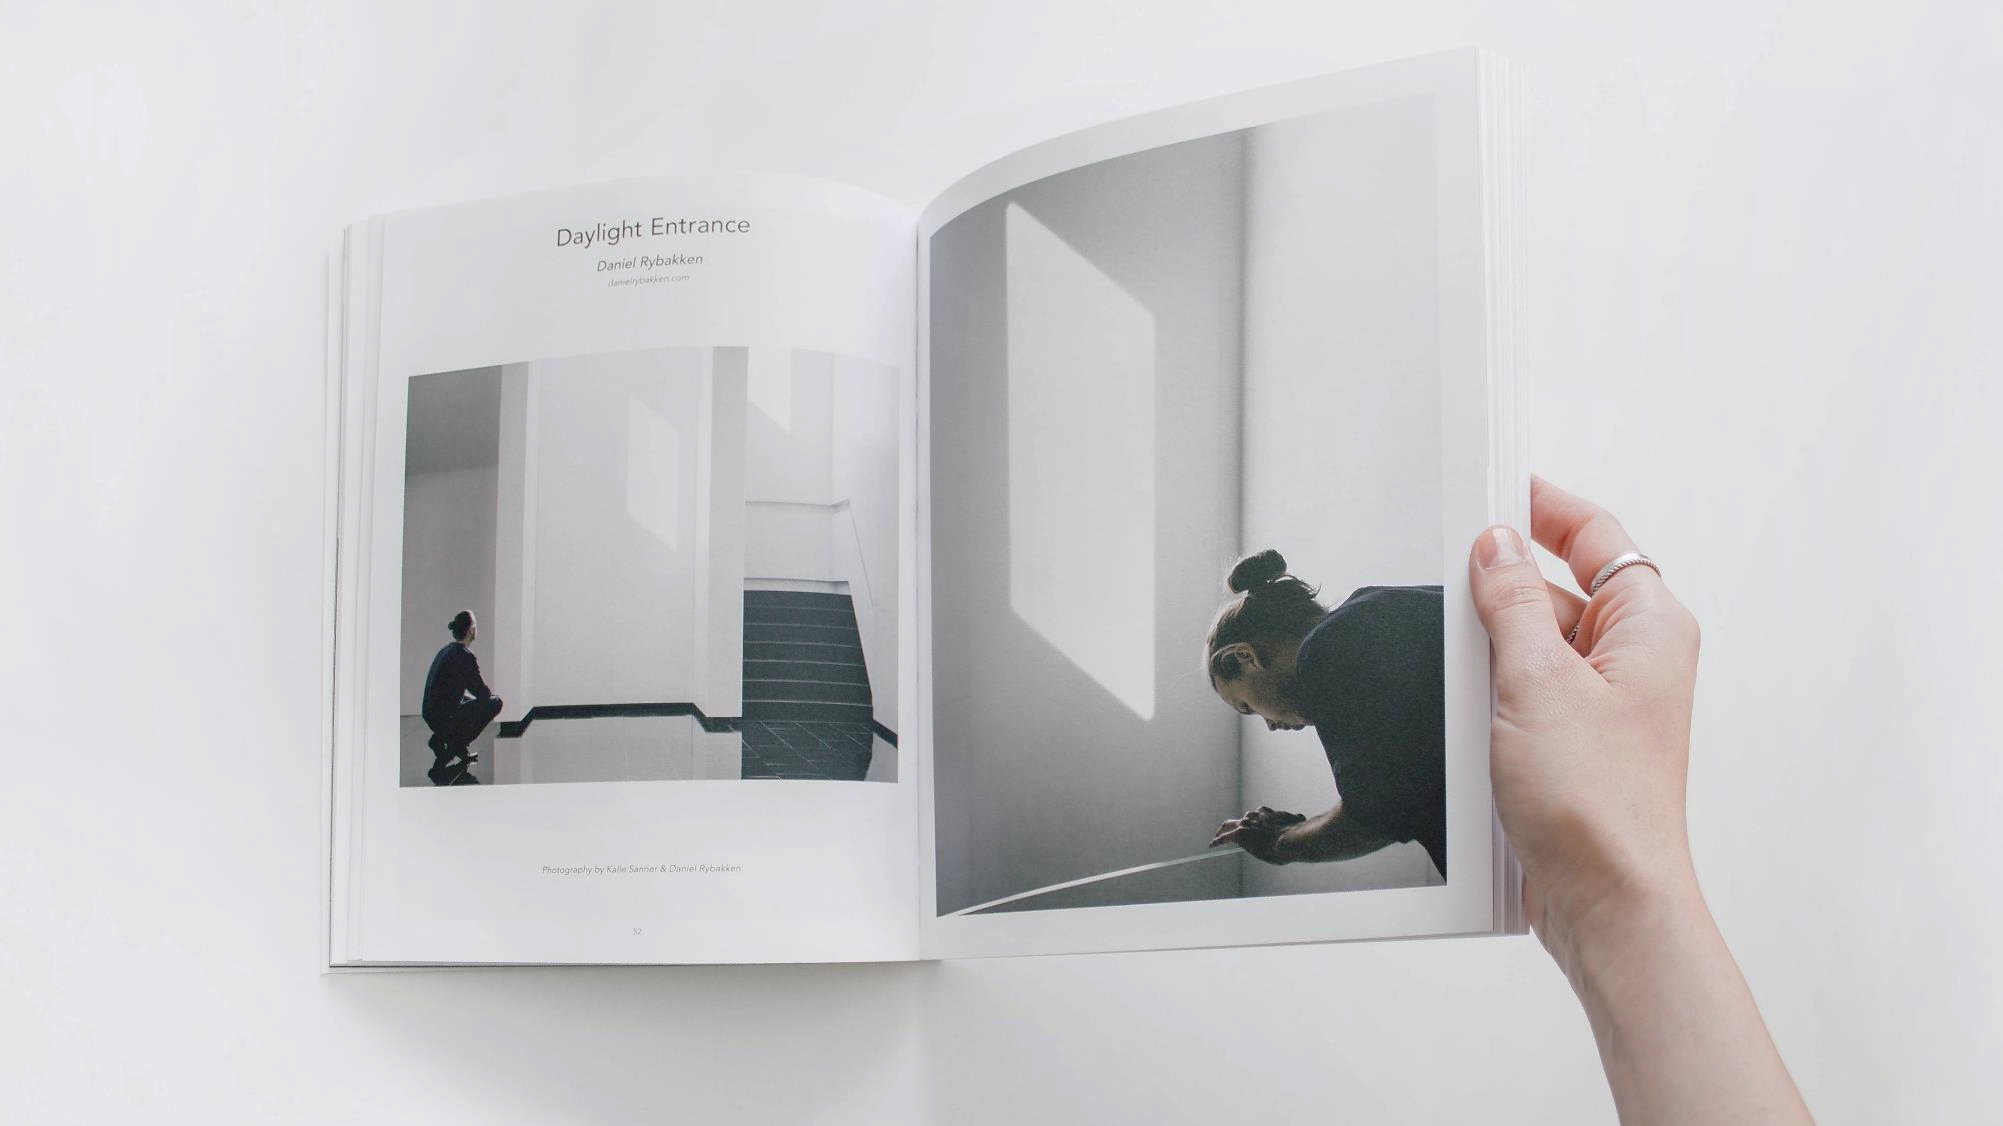 Daylight Entrance
Daniel Rybakken
danielrybakken.com
Photography by Kalle Sanner & Daniel Rybakken
52